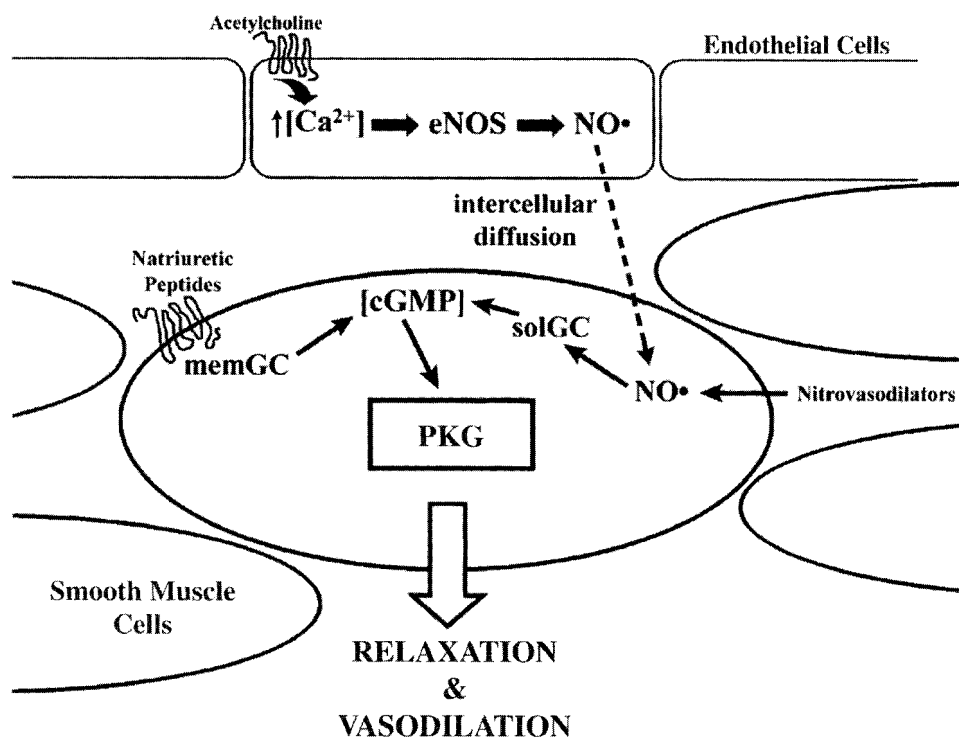 Acetylcholine
Endothelial Cells
↑[Ca²⁺] eNOS NO•
intercellular
diffusion
Natriuretic
Peptides
[cGMP]
solGC
memGC
NO•
Nitrovasodilators
PKG
Smooth Muscle
Cells
RELAXATION
&
VASODILATION